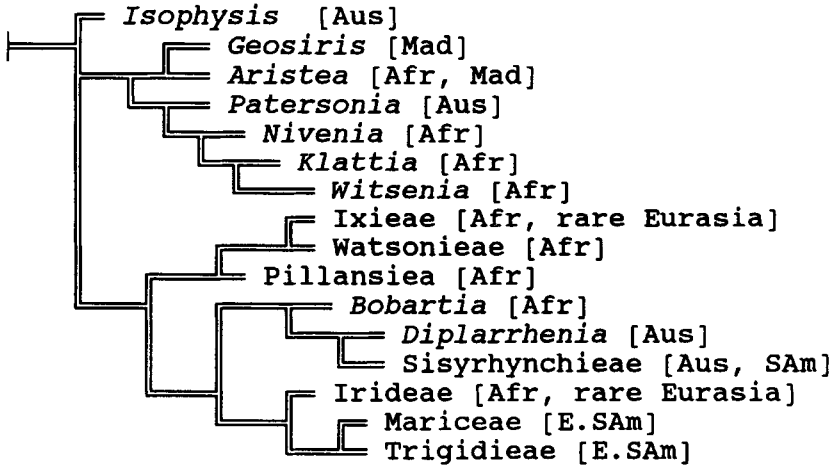 Isophysis [Aus]
Geosiris [Mad]
Aristea [Afr, Mad]
Patersonia [Aus]
Nivenia [Afr]
Klattia [Afr]
Witsenia [Afr]
Ixieae [Afr, rare Eurasia]
Watsonieae [Afr]
Pillansiea [Afr]
Bobartia [Afr]
Diplarrhenia [Aus]
Sisyrhynchieae [Aus, SAm]
Irideae [Afr, rare Eurasia]
Mariceae [E.SAm]
Trigidieae [E.SAm]